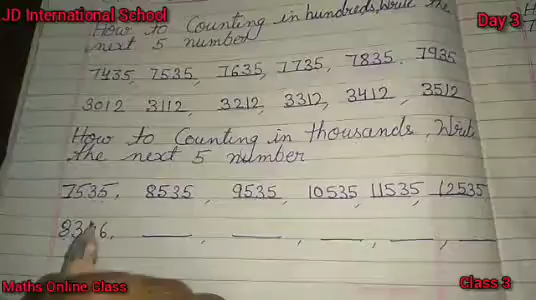 JD International School
Day 3
How to Counting in hundreds, Write the
next 5 number
7435, 7535, 7635, 7735, 7835, 7935
3012 3112, 3212, 3312, 3412, 3512
How to Counting in thousands, Write
the next 5 number
7535, 8535, 9535, 10535, 11535, 12535
Maths Online Class
Class 3